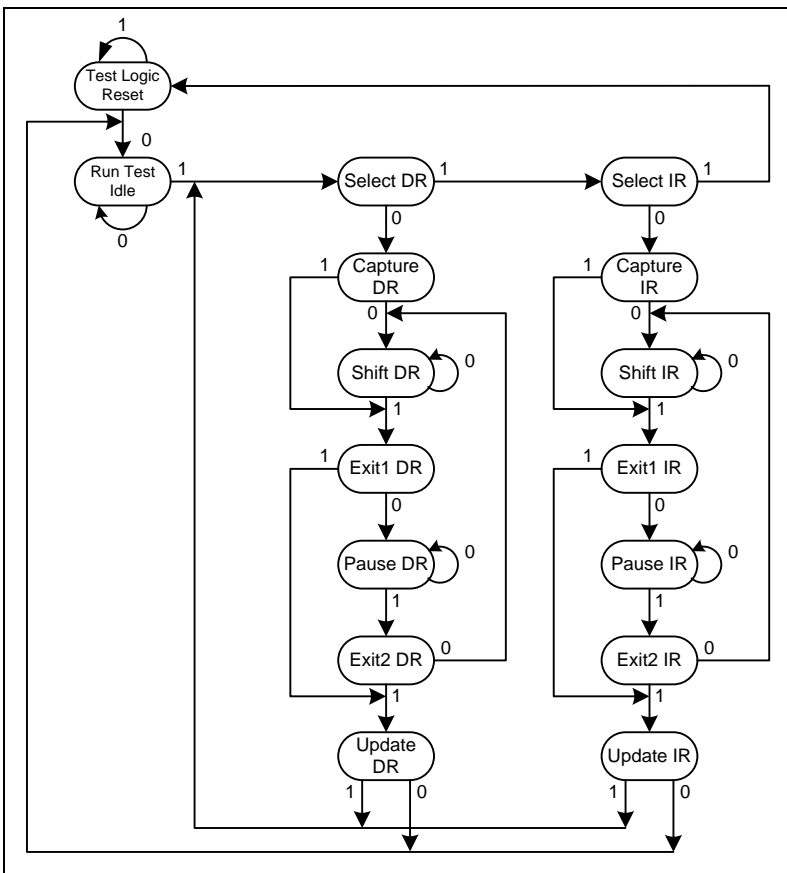 1
Test Logic
Reset
0
Run Test
Idle
1
0
Select DR
1
0
Select IR
1
0
Capture
DR
1
0
Capture
IR
1
0
Shift DR
0
1
Shift IR
0
1
Exit1 DR
1
0
Exit1 IR
1
0
Pause DR
0
1
Pause IR
0
1
Exit2 DR
0
1
Exit2 IR
0
1
Update
DR
1
0
Update IR
1
0